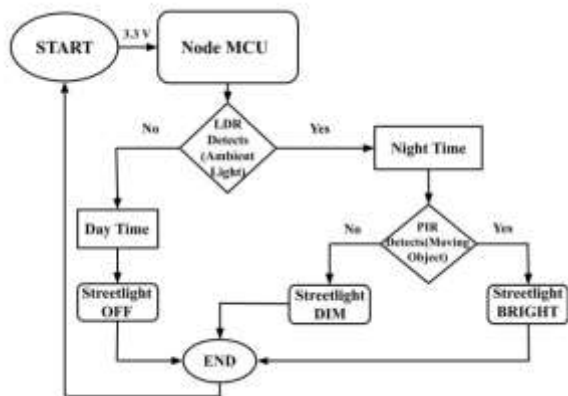 START
3.3 V
Node MCU
No
LDR
Detects
(Ambient
Light)
Yes
Night Time
Day Time
No
PIR
Detects(Moving
Object)
Yes
Streetlight
OFF
Streetlight
DIM
Streetlight
BRIGHT
END